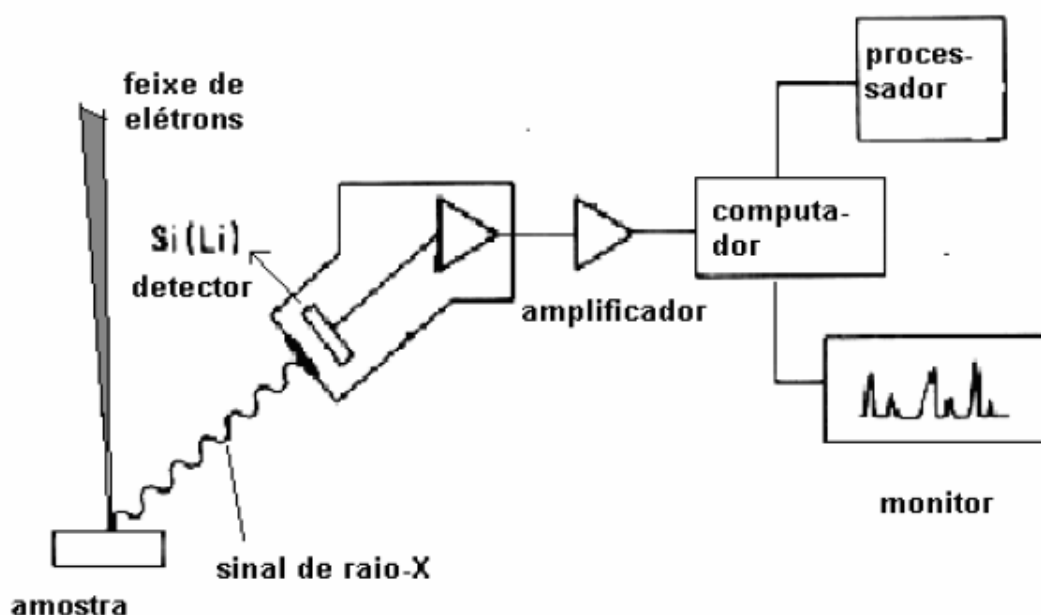 feixe de
elétrons
proces-
sador
Si(Li)
detector
computa-
dor
amplificador
monitor
sinal de raio-X
amostra